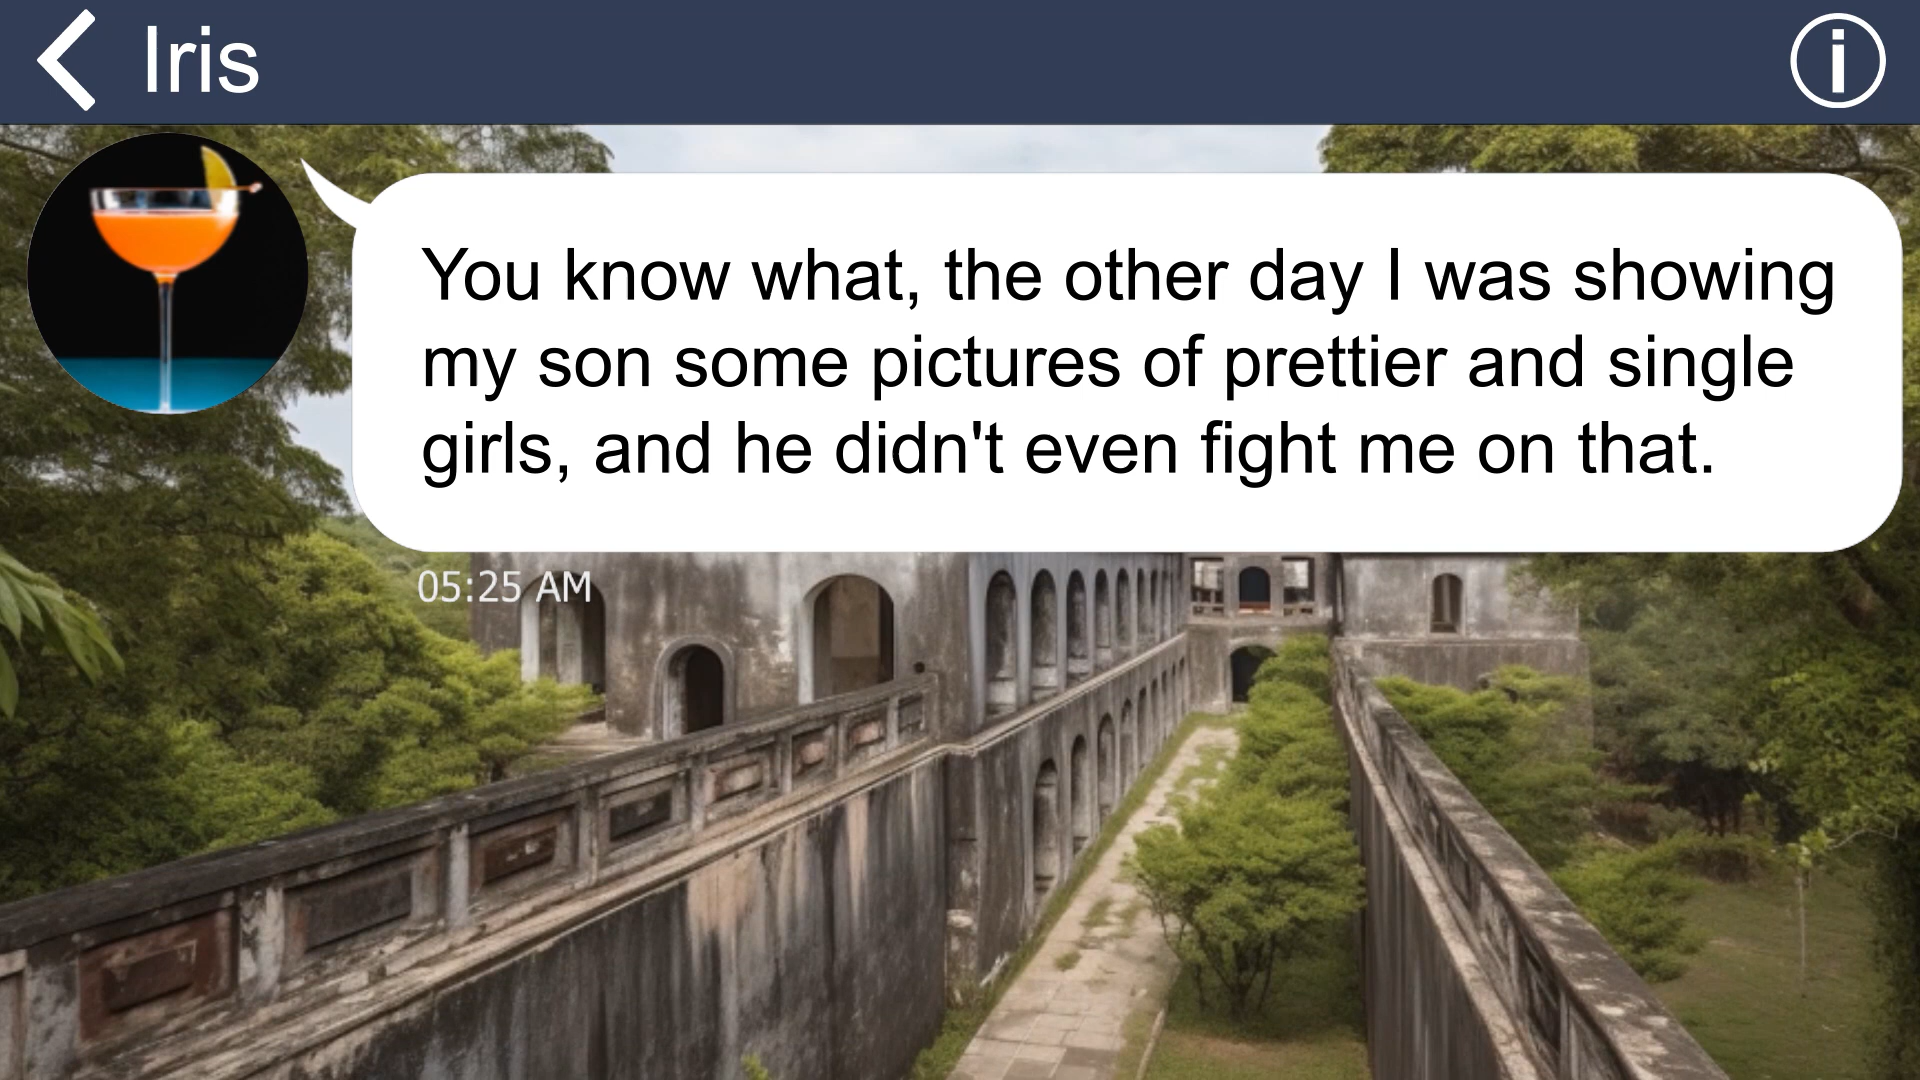 Iris
You know what, the other day I was showing
my son some pictures of prettier and single
girls, and he didn't even fight me on that.
05:25 AM